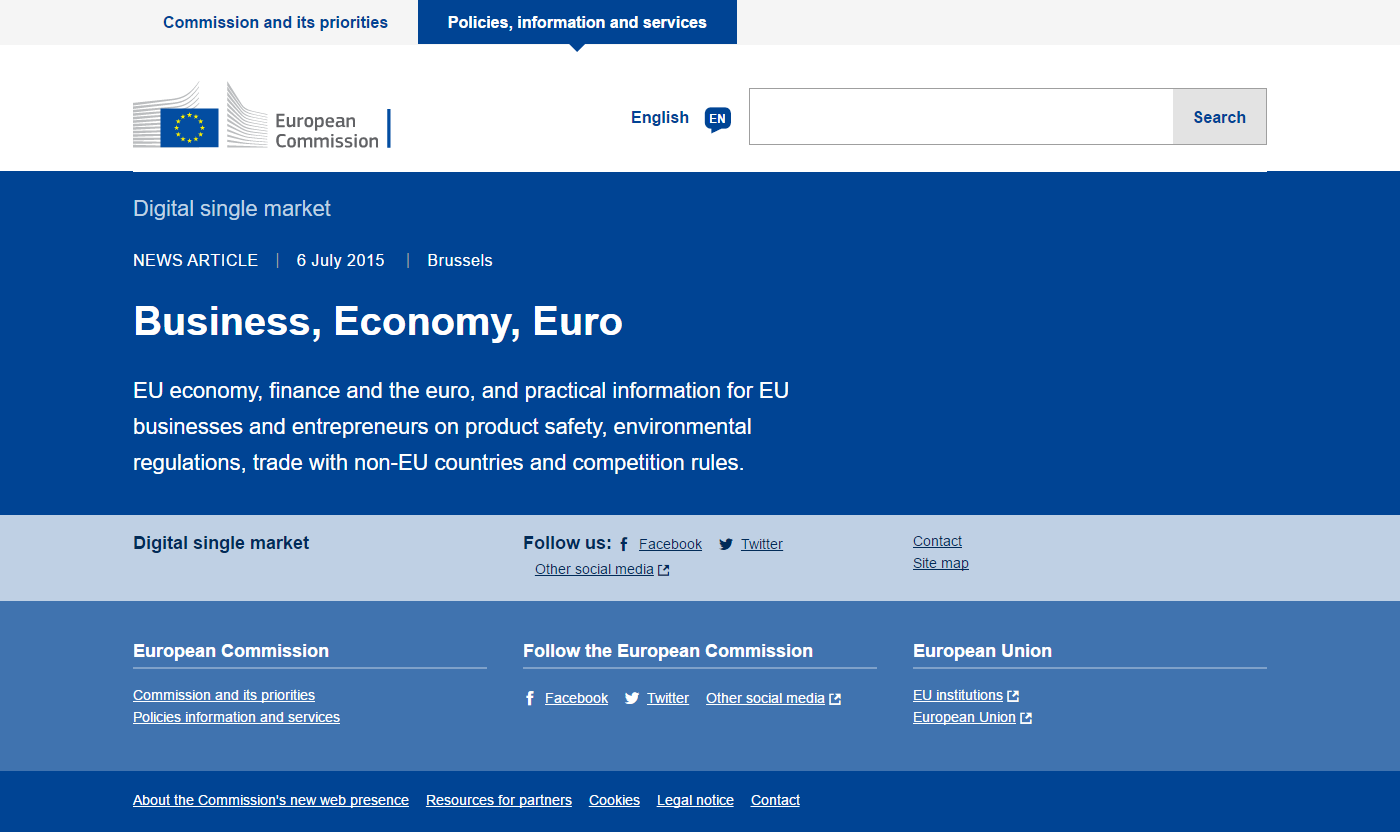 Commission and its priorities
Policies, information and services
European
Commission
English
EN
Search
Digital single market
NEWS ARTICLE | 6 July 2015 | Brussels
Business, Economy, Euro
EU economy, finance and the euro, and practical information for EU
businesses and entrepreneurs on product safety, environmental
regulations, trade with non-EU countries and competition rules.
Digital single market
Follow us: Facebook Twitter
Other social media
Contact
Site map
European Commission
Commission and its priorities
Policies information and services
Follow the European Commission
Facebook Twitter Other social media
European Union
EU institutions
European Union
About the Commission's new web presence Resources for partners Cookies Legal notice Contact